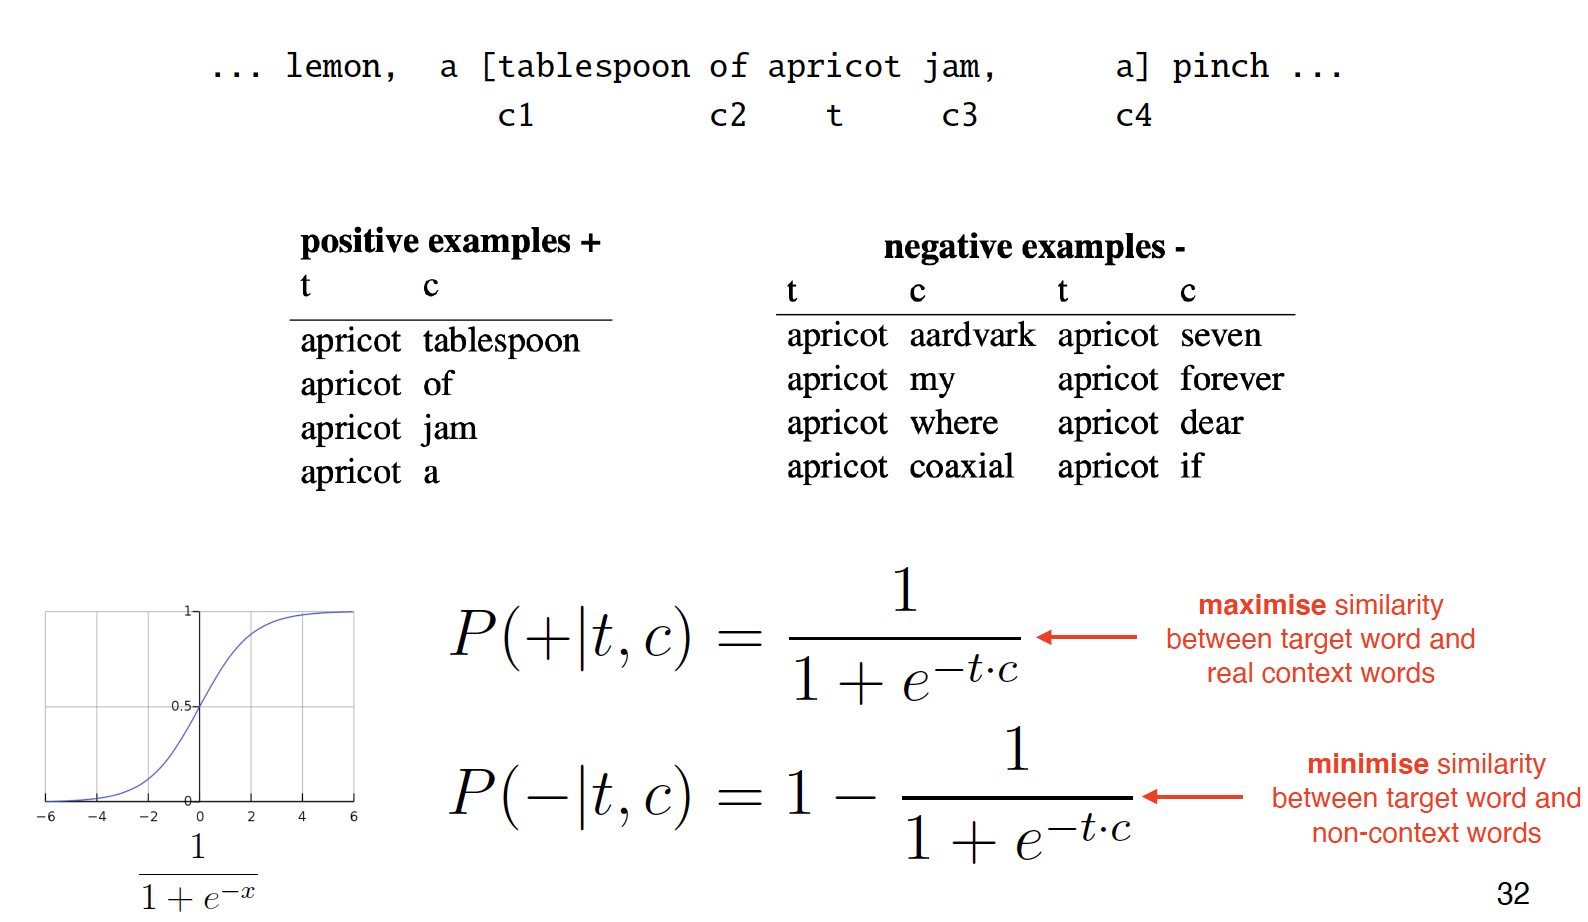 ... lemon, a [tablespoon of apricot jam, a] pinch ...
c1 c2 t c3 c4
positive examples +
t c
apricot tablespoon
apricot of
apricot jam
apricot a
negative examples -
t c t c
apricot aardvark apricot seven
apricot my apricot forever
apricot where apricot dear
apricot coaxial apricot if
1
0.5
0
−6 −4 −2 0 2 4 6
1
1 + e^{−x}
P(+|t, c) = \frac{1}{1 + e^{−t·c}}
maximise similarity
between target word and
real context words
P(−|t, c) = 1 − \frac{1}{1 + e^{−t·c}}
minimise similarity
between target word and
non-context words
32